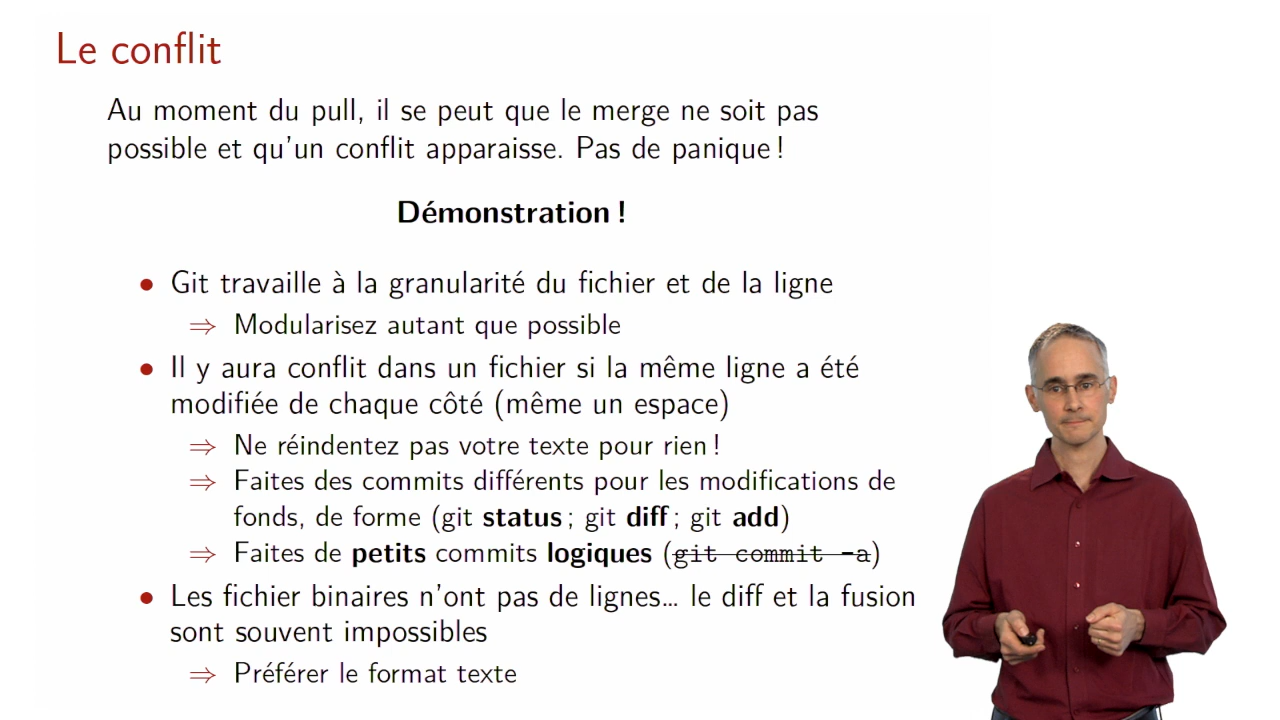 Le conflit
Au moment du pull, il se peut que le merge ne soit pas
possible et qu'un conflit apparaisse. Pas de panique !
Démonstration !
• Git travaille à la granularité du fichier et de la ligne
⇒ Modularisez autant que possible
• Il y aura conflit dans un fichier si la même ligne a été
modifiée de chaque côté (même un espace)
⇒ Ne réindentez pas votre texte pour rien !
⇒ Faites des commits différents pour les modifications de
fonds, de forme (git status ; git diff ; git add)
⇒ Faites de petits commits logiques (git commit -a)
• Les fichier binaires n'ont pas de lignes... le diff et la fusion
sont souvent impossibles
⇒ Préférer le format texte